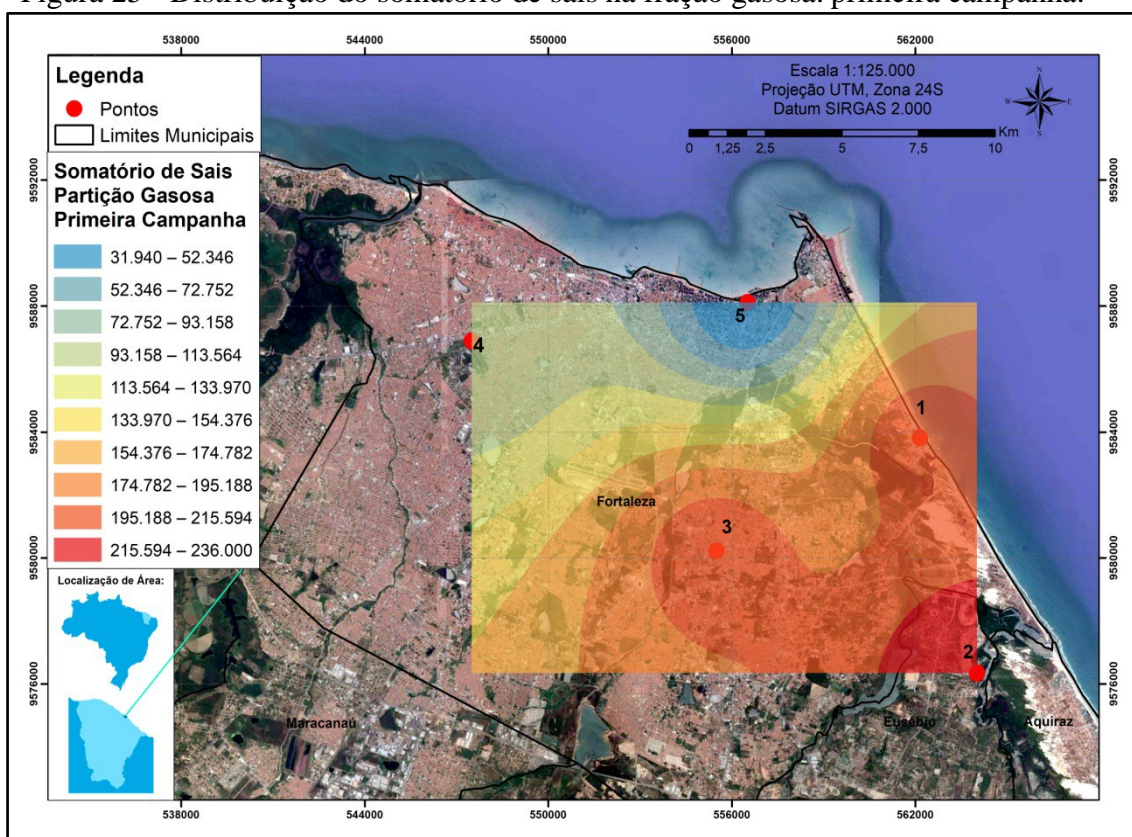 Figura 23 - Distribuição do somatório de sais na fração gasosa: primeira campanha.
538000
544000
550000
556000
562000
Legenda
Pontos
Limites Municipais
Somatório de Sais
Partição Gasosa
Primeira Campanha
31.940 – 52.346
52.346 – 72.752
72.752 – 93.158
93.158 – 113.564
113.564 – 133.970
133.970 – 154.376
154.376 – 174.782
174.782 – 195.188
195.188 – 215.594
215.594 – 236.000
Localização de Área:
Escala 1:125.000
Projeção UTM, Zona 24S
Datum SIRGAS 2.000
N
W
E
S
Km
0
1,25
2,5
5
7,5
10
9592000
9592000
9588000
9588000
5
4
1
9584000
9584000
Fortaleza
3
9580000
9580000
2
9576000
9576000
Maracanaú
Eusébio
Aquiraz
538000
544000
550000
556000
562000